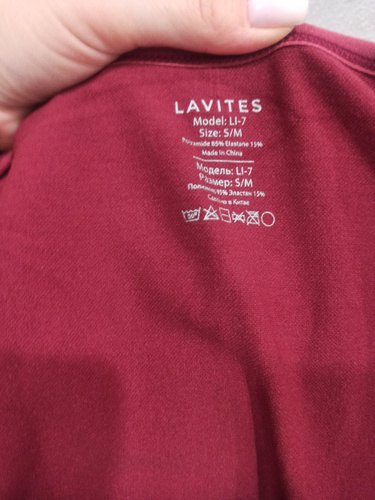 LAVITES
Model: LI-7
Size: S/M
Polyamide 85% Elastane 15%
Made in China
Модель: LI-7
Размер: S/M
Полиамид 85% Эластан 15%
Сделано в Китае
30°